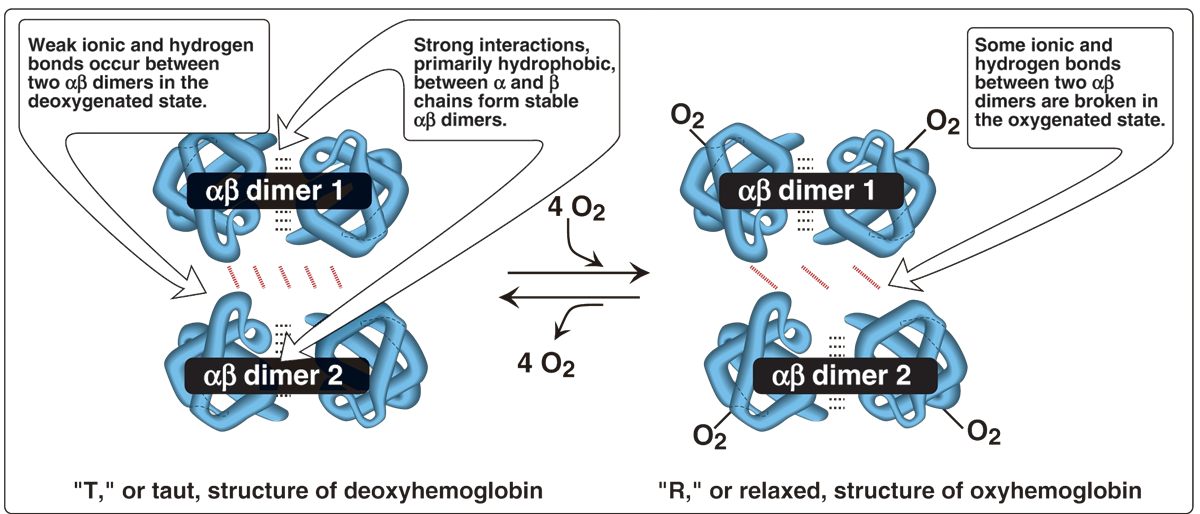 Weak ionic and hydrogen
bonds occur between
two αβ dimers in the
deoxygenated state.
Strong interactions,
primarily hydrophobic,
between α and β
chains form stable
αβ dimers.
Some ionic and
hydrogen bonds
between two αβ
dimers are broken in
the oxygenated state.
O2
O2
αβ dimer 1
αβ dimer 1
4 O2
4 O2
αβ dimer 2
αβ dimer 2
O2
O2
"T," or taut, structure of deoxyhemoglobin
"R," or relaxed, structure of oxyhemoglobin